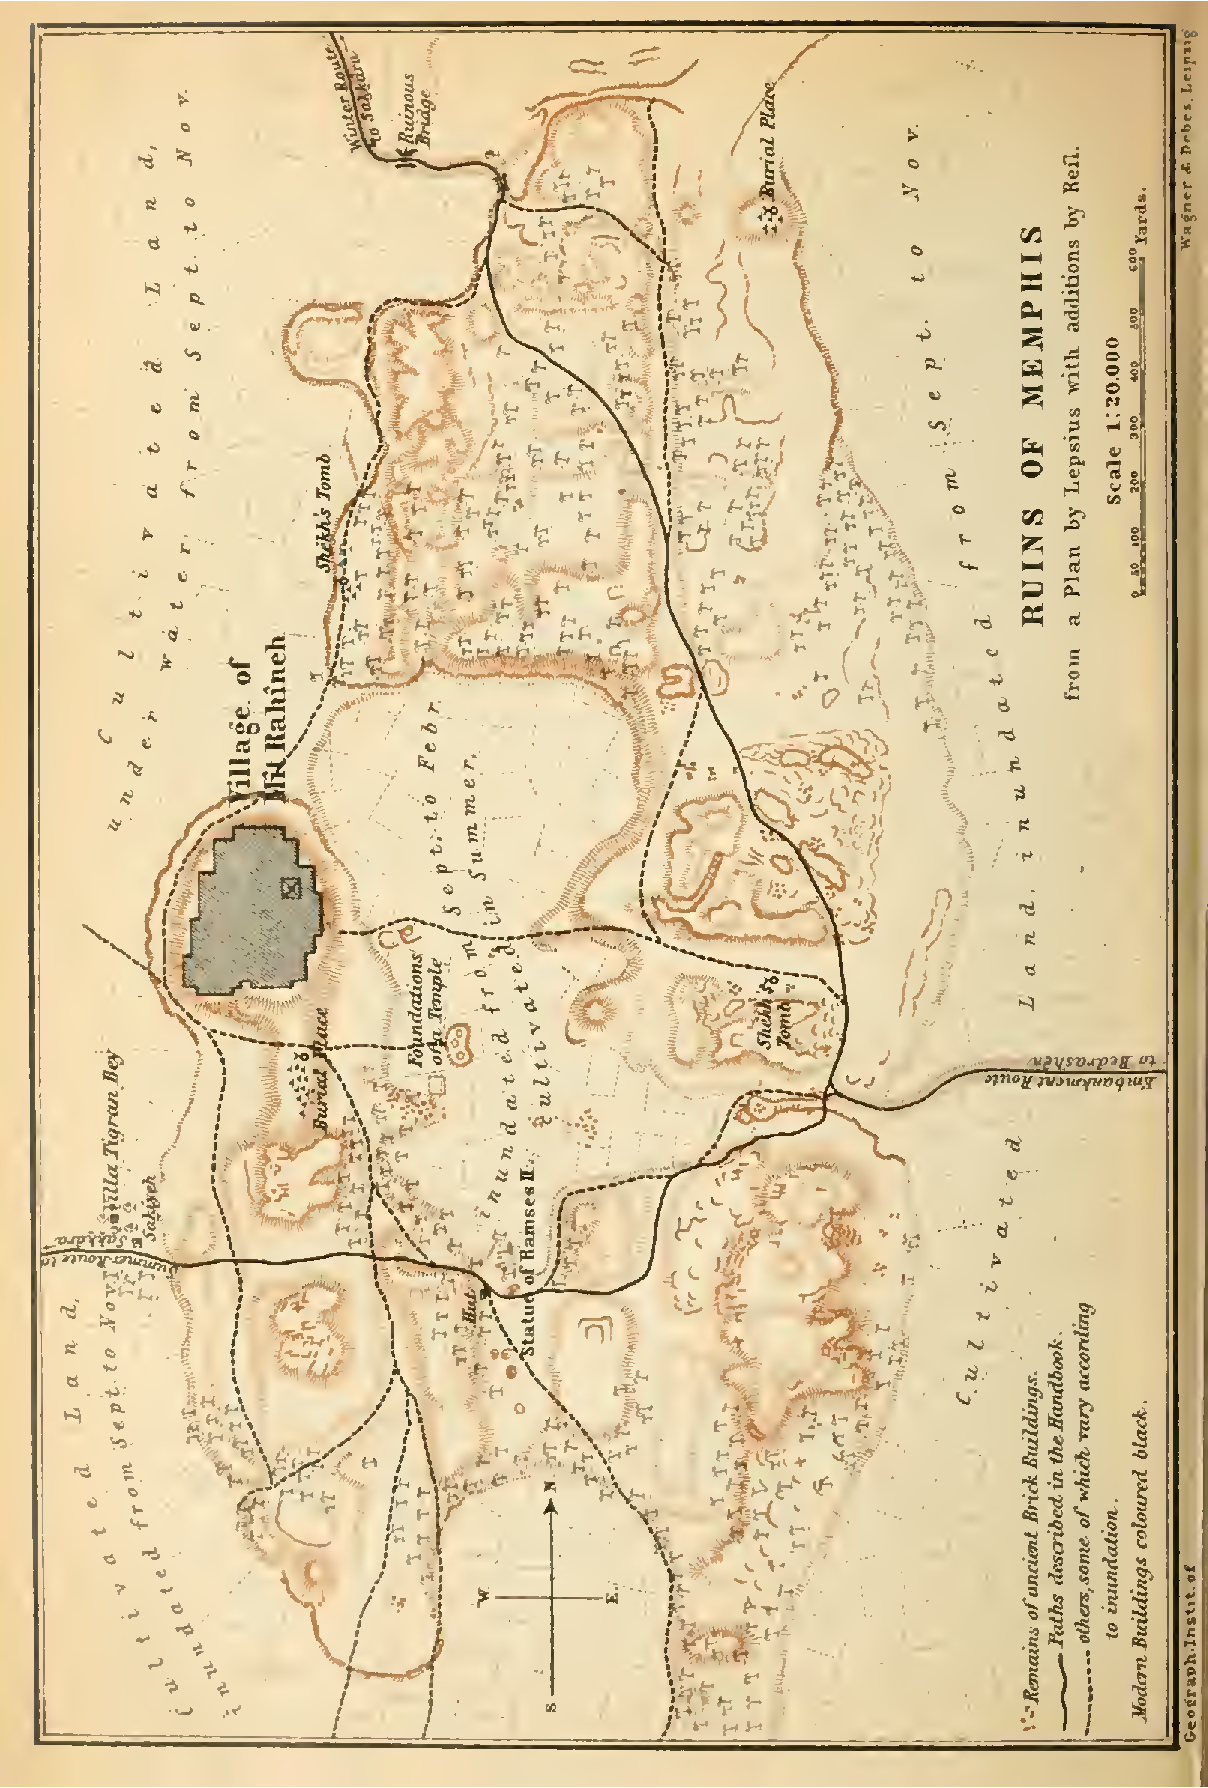 Cultivated Land,
under water from Sept. to Nov.
Winter Route
to Sakkara
Ruinous
Bridge
Burial Place
Shekh's Tomb
Village of
Mit Rahineh
Cultivated Land,
inundated from Sept. to Nov.
Summer Route to
Sakkara
Villa Tigran Bey
Sakiyeh
Burial Place
Foundations
of a Temple
inundated from Sept. to Febr.
cultivated in Summer.
Hut
Statue of Ramses II.
Shekh's
Tomb
Embankment Route
to Bedrashên
Cultivated Land, inundated from Sept. to Nov.
S
N
W
E.
RUINS OF MEMPHIS
from a Plan by Lepsius with additions by Reil.
Scale 1:20,000
0 50 100 200 300 400 500 600 Yards.
Remains of ancient Brick Buildings.
Paths described in the Handbook.
others, some of which vary according
to inundation.
Modern Buildings coloured black.
Geograph. Instit. of
Wagner & Debes, Leipzig